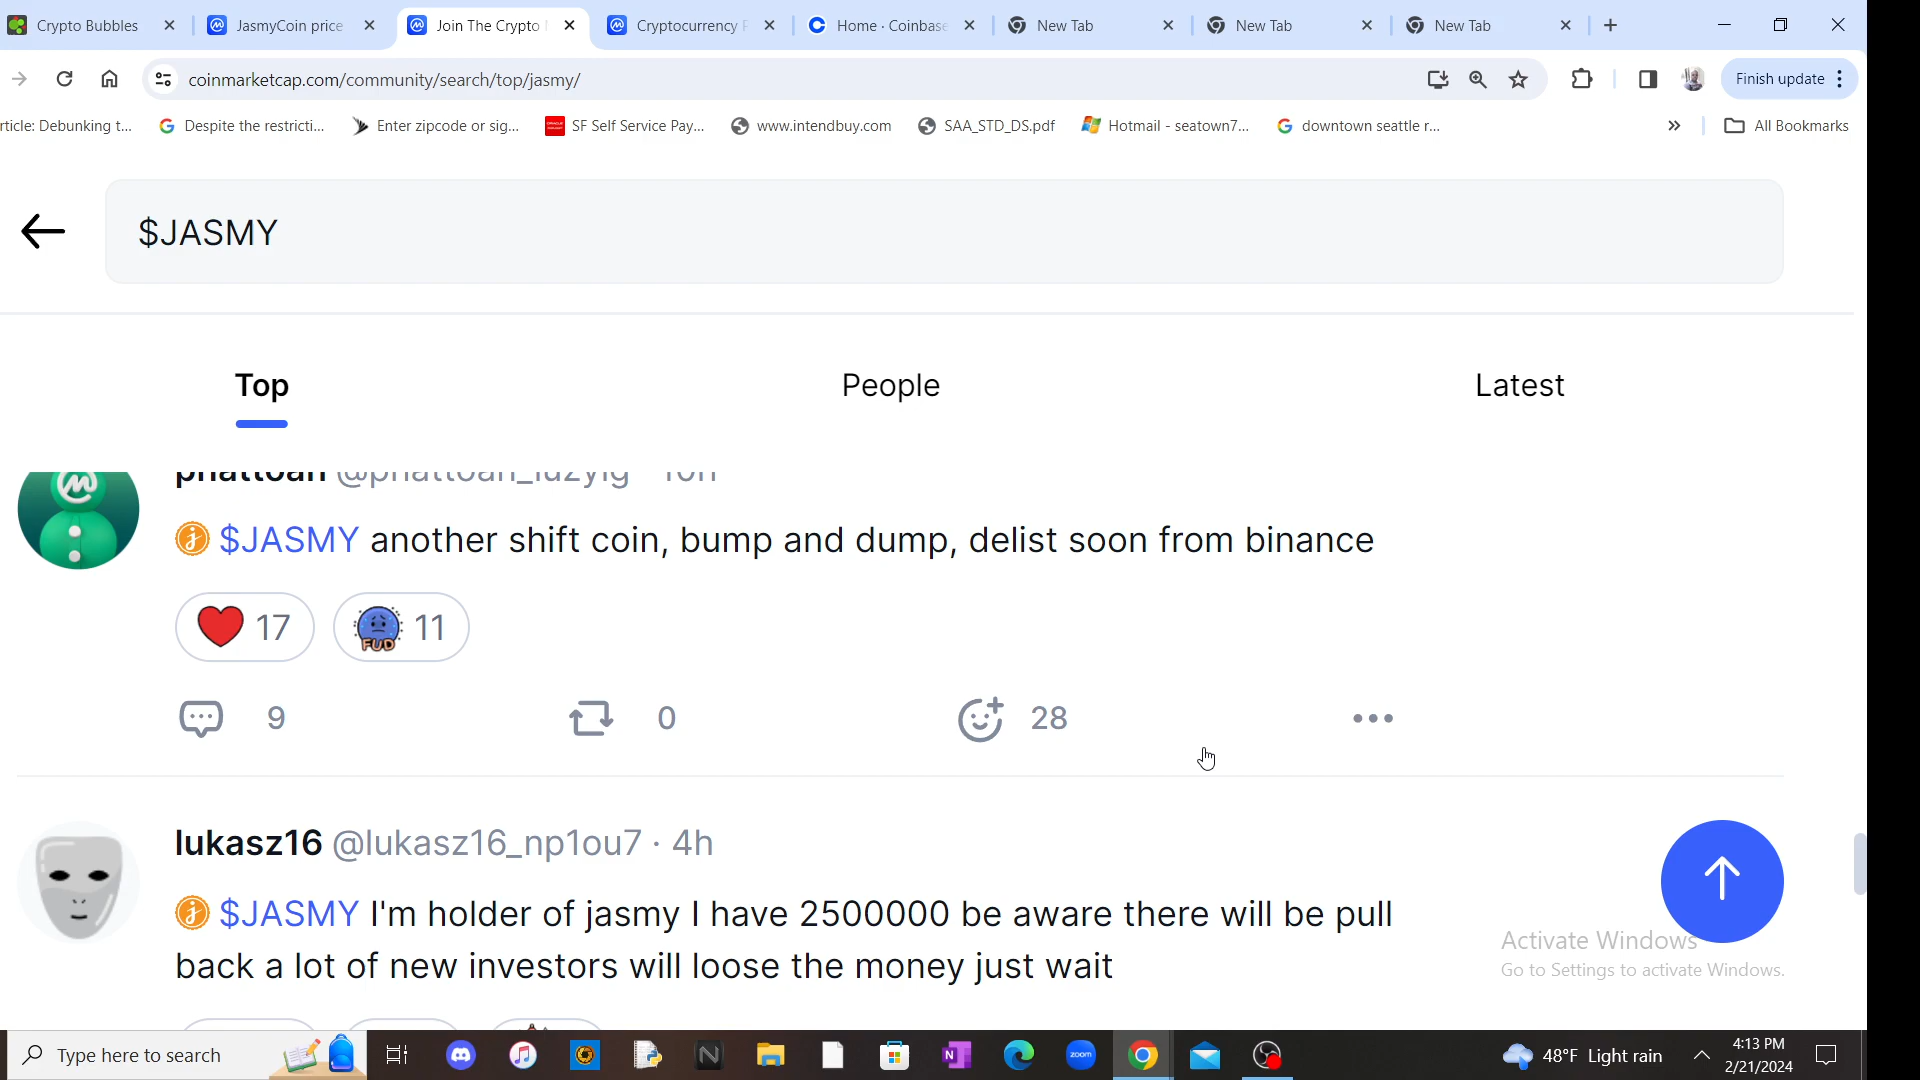 Crypto Bubbles
JasmyCoin price
Join The Crypto
Cryptocurrency P
Home · Coinbase
New Tab
New Tab
New Tab
coinmarketcap.com/community/search/top/jasmy/
Finish update
rticle: Debunking t...
Despite the restricti...
Enter zipcode or sig...
SF Self Service Pay...
www.intendbuy.com
SAA_STD_DS.pdf
Hotmail - seatown7...
downtown seattle r...
All Bookmarks
$JASMY
Top
People
Latest
phattoan @phattoan_luzyig · 10h
$JASMY another shift coin, bump and dump, delist soon from binance
17
FUD 11
9
0
28
lukasz16 @lukasz16_np1ou7 · 4h
$JASMY I'm holder of jasmy I have 2500000 be aware there will be pull
back a lot of new investors will loose the money just wait
Activate Windows
Go to Settings to activate Windows.
Type here to search
zoom
48°F Light rain
4:13 PM
2/21/2024